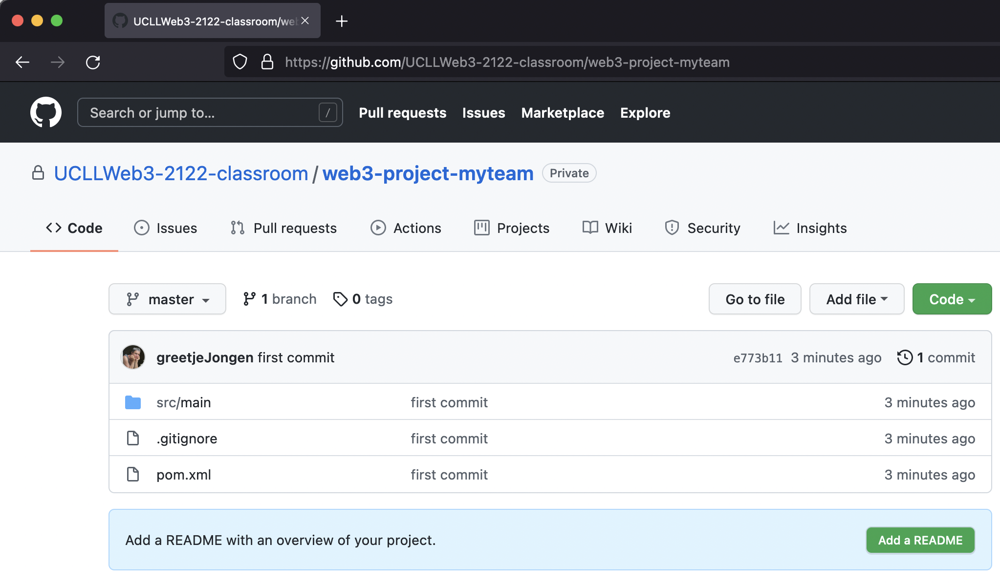 UCLLWeb3-2122-classroom/web
https://github.com/UCLLWeb3-2122-classroom/web3-project-myteam
Search or jump to... / Pull requests Issues Marketplace Explore
UCLLWeb3-2122-classroom / web3-project-myteam Private
Code Issues Pull requests Actions Projects Wiki Security Insights
master 1 branch 0 tags Go to file Add file Code
greetjeJongen first commit e773b11 3 minutes ago 1 commit
src/main first commit 3 minutes ago
.gitignore first commit 3 minutes ago
pom.xml first commit 3 minutes ago
Add a README with an overview of your project. Add a README